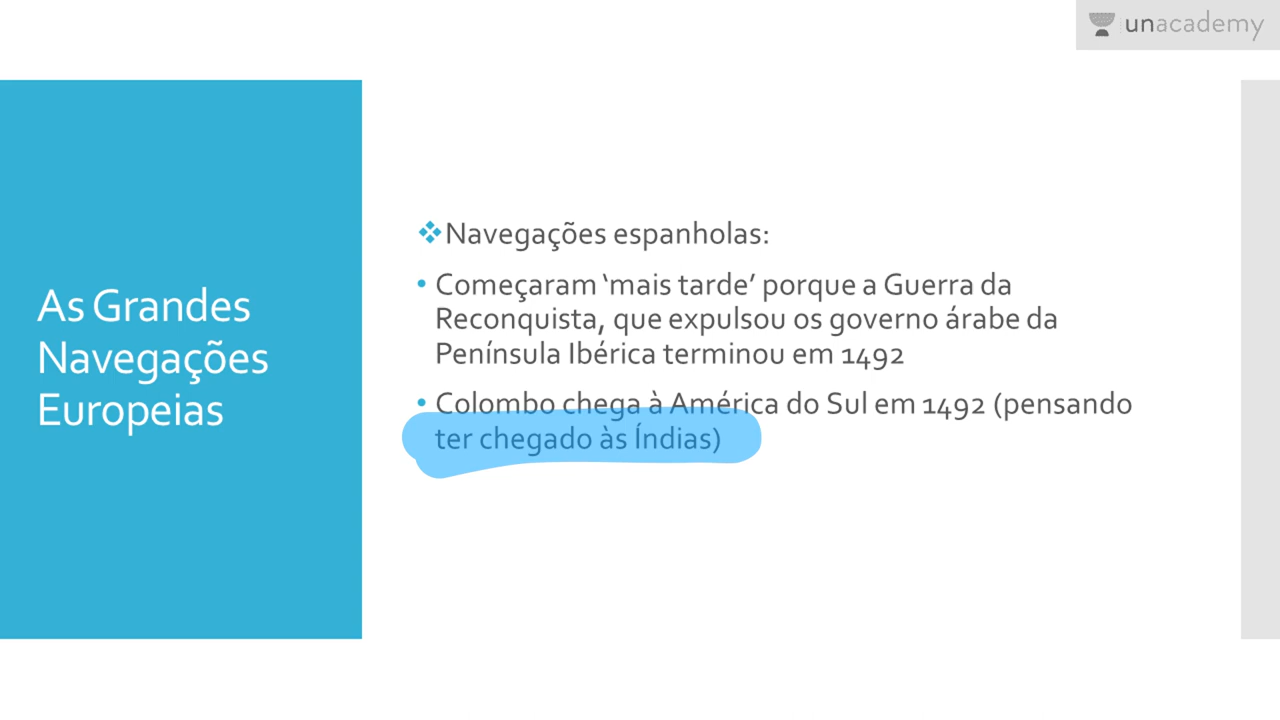 unacademy
As Grandes
Navegações
Europeias
❖Navegações espanholas:
• Começaram ‘mais tarde’ porque a Guerra da
Reconquista, que expulsou os governo árabe da
Península Ibérica terminou em 1492
• Colombo chega à América do Sul em 1492 (pensando
ter chegado às Índias)